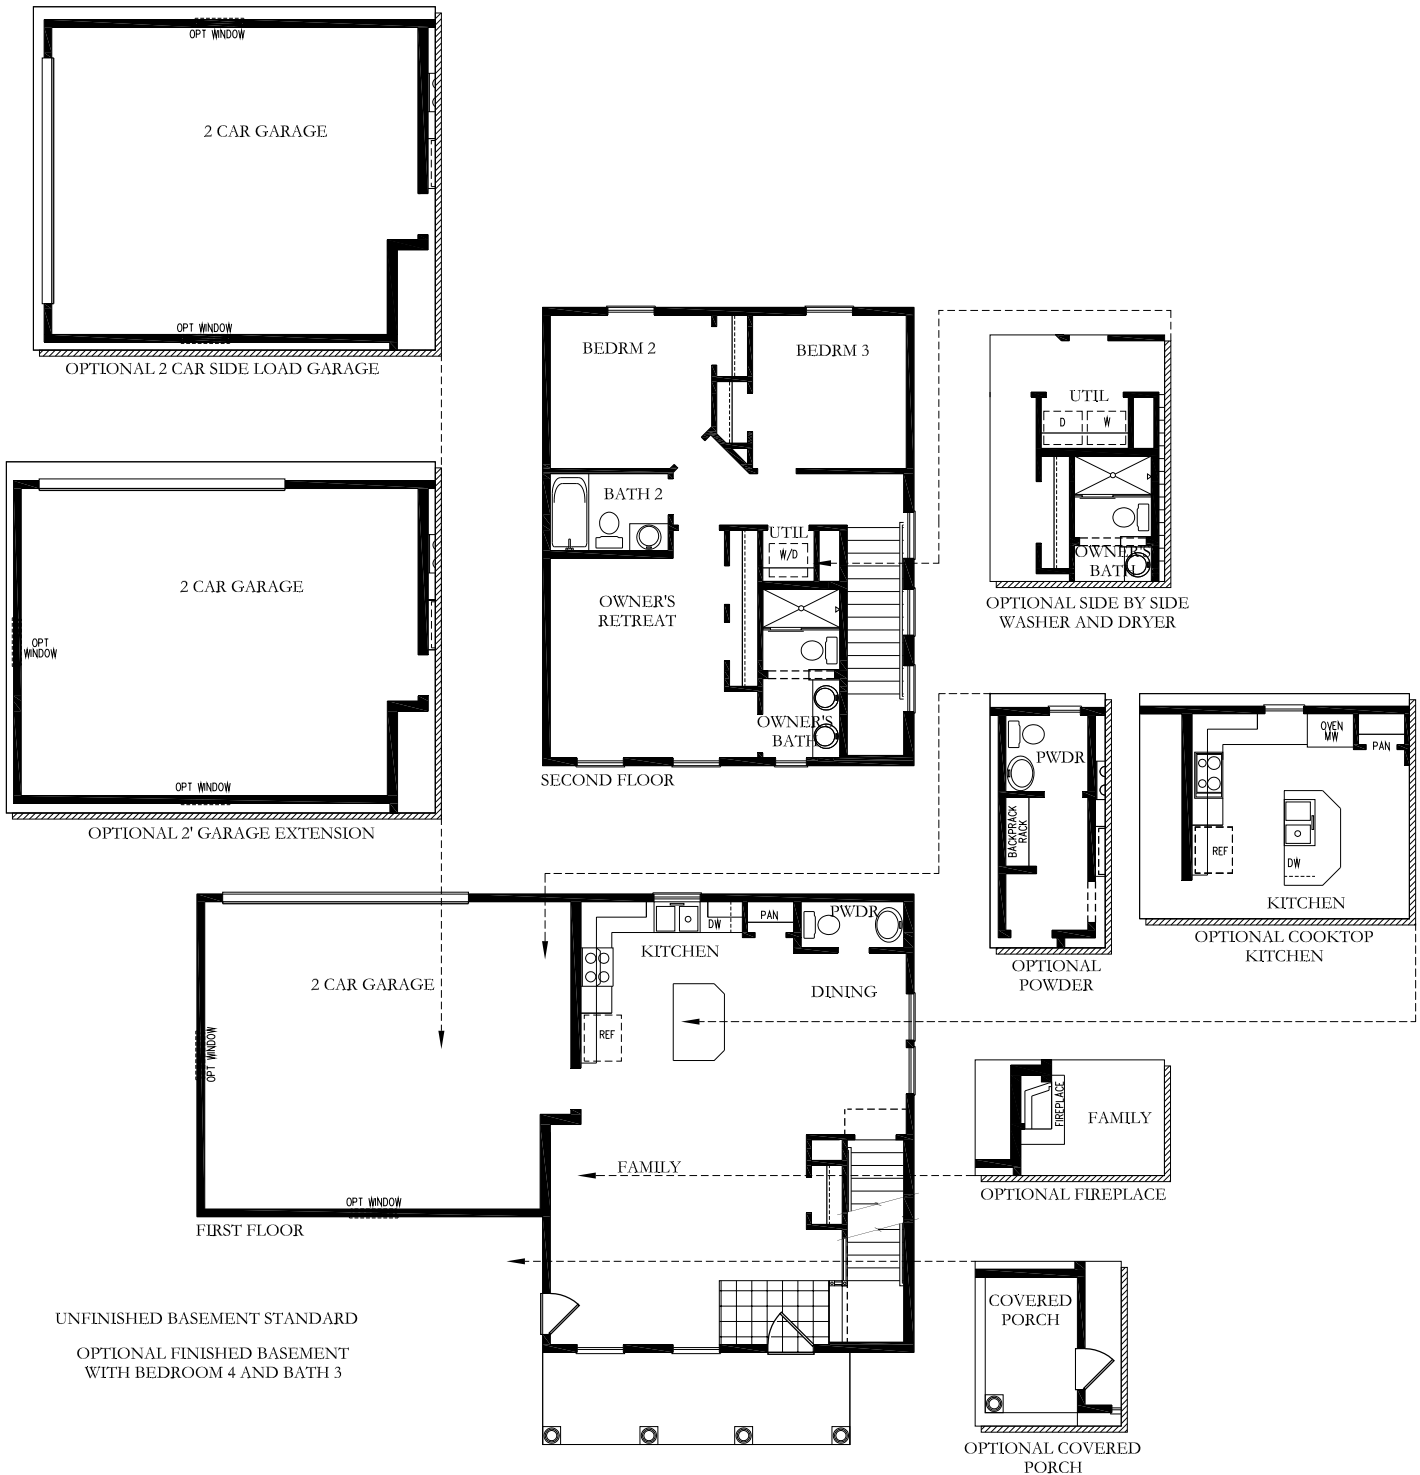 OPT WINDOW
2 CAR GARAGE
OPT WINDOW
OPTIONAL 2 CAR SIDE LOAD GARAGE
2 CAR GARAGE
OPT
WINDOW
OPT WINDOW
OPTIONAL 2' GARAGE EXTENSION
BEDRM 2
BEDRM 3
BATH 2
UTIL
W/D
OWNER'S
RETREAT
OWNER'S
BATH
SECOND FLOOR
UTIL
D
W
OWNER'S
BATH
OPTIONAL SIDE BY SIDE
WASHER AND DRYER
PWDR
BACKPRACK
RACK
OPTIONAL
POWDER
OVEN
MW
PAN
REF
DW
KITCHEN
OPTIONAL COOKTOP
KITCHEN
2 CAR GARAGE
OPT WINDOW
OPT WINDOW
KITCHEN
DW
PAN
PWDR
REF
DINING
FAMILY
FIRST FLOOR
FIREPLACE
FAMILY
OPTIONAL FIREPLACE
COVERED
PORCH
OPTIONAL COVERED
PORCH
UNFINISHED BASEMENT STANDARD
OPTIONAL FINISHED BASEMENT
WITH BEDROOM 4 AND BATH 3